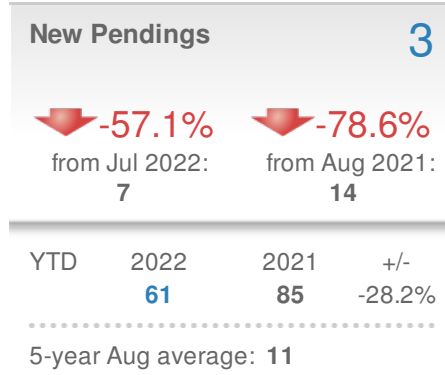 New Pendings 3
-57.1% -78.6%
from Jul 2022: from Aug 2021:
7 14
YTD 2022 2021 +/-
61 85 -28.2%
5-year Aug average: 11